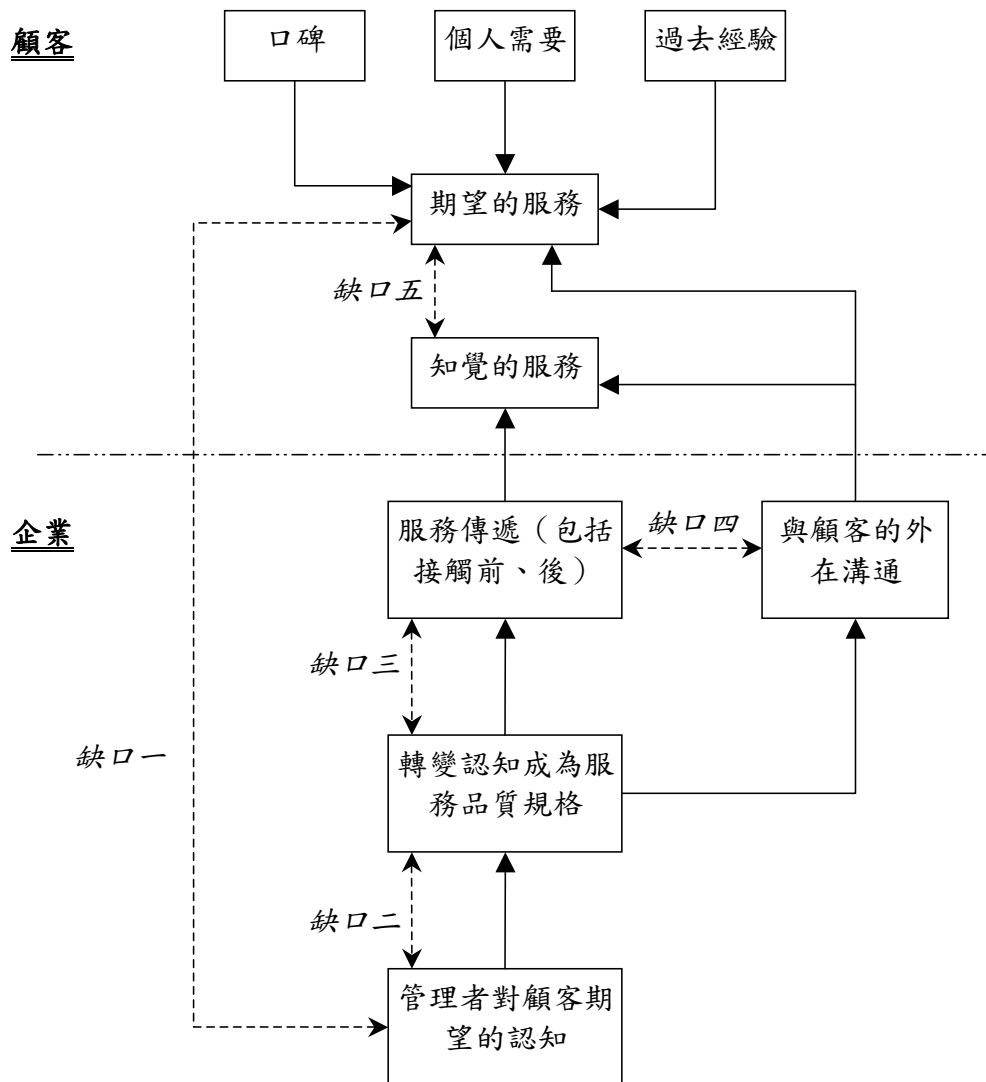 顧客
口碑
個人需要
過去經驗
期望的服務
缺口五
知覺的服務
企業
服務傳遞（包括
接觸前、後）
缺口四
與顧客的外
在溝通
缺口三
缺口一
轉變認知成為服
務品質規格
缺口二
管理者對顧客期
望的認知